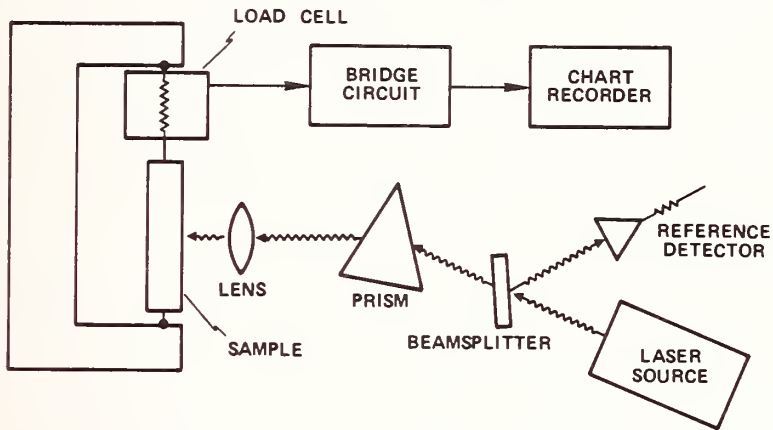 LOAD CELL
BRIDGE
CIRCUIT
CHART
RECORDER
REFERENCE
DETECTOR
LENS
PRISM
SAMPLE
BEAMSPLITTER
LASER
SOURCE